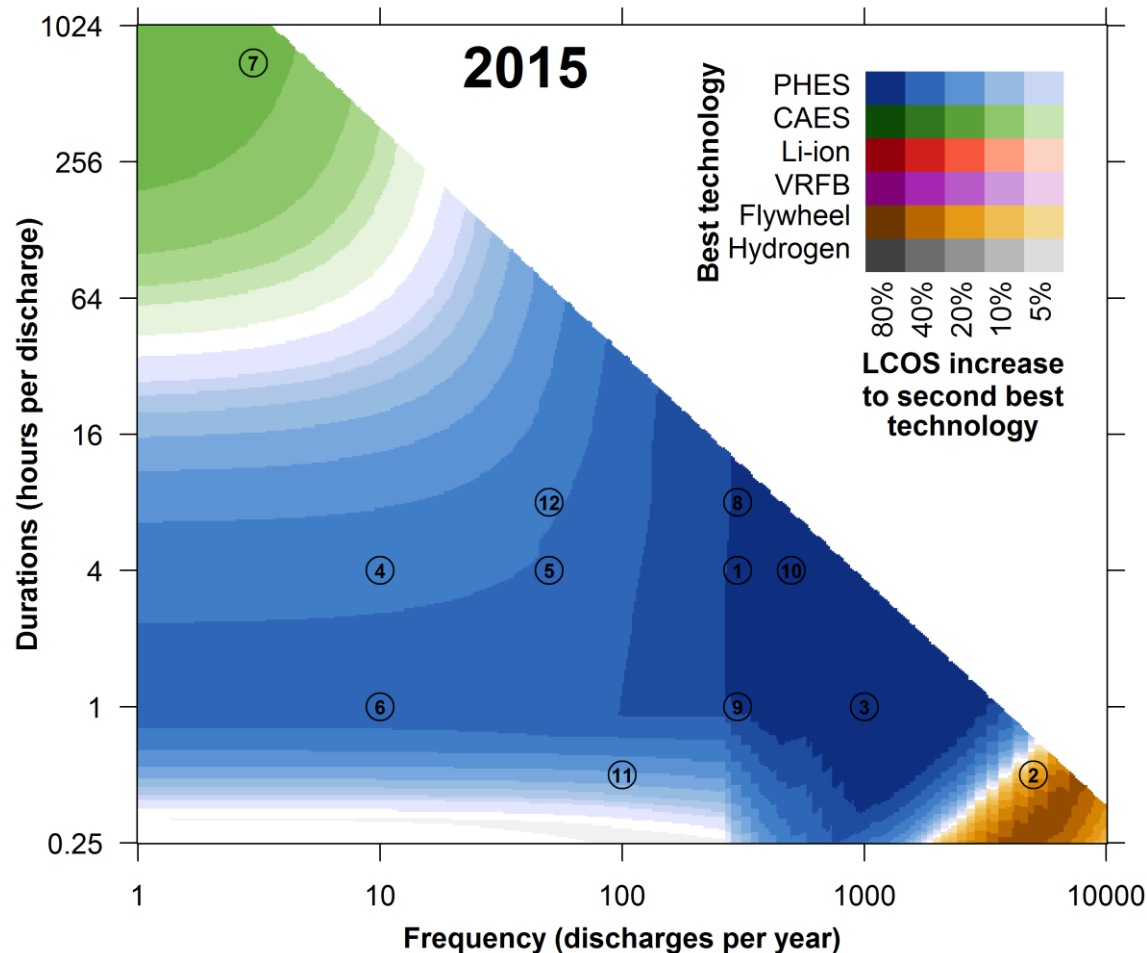 2015
1024
256
64
16
4
1
0.25
Durations (hours per discharge)
1
10
100
1000
10000
Frequency (discharges per year)
Best technology
PHES
CAES
Li-ion
VRFB
Flywheel
Hydrogen
80%
40%
20%
10%
5%
LCOS increase
to second best
technology
7
12
8
4
5
1
10
6
9
3
11
2